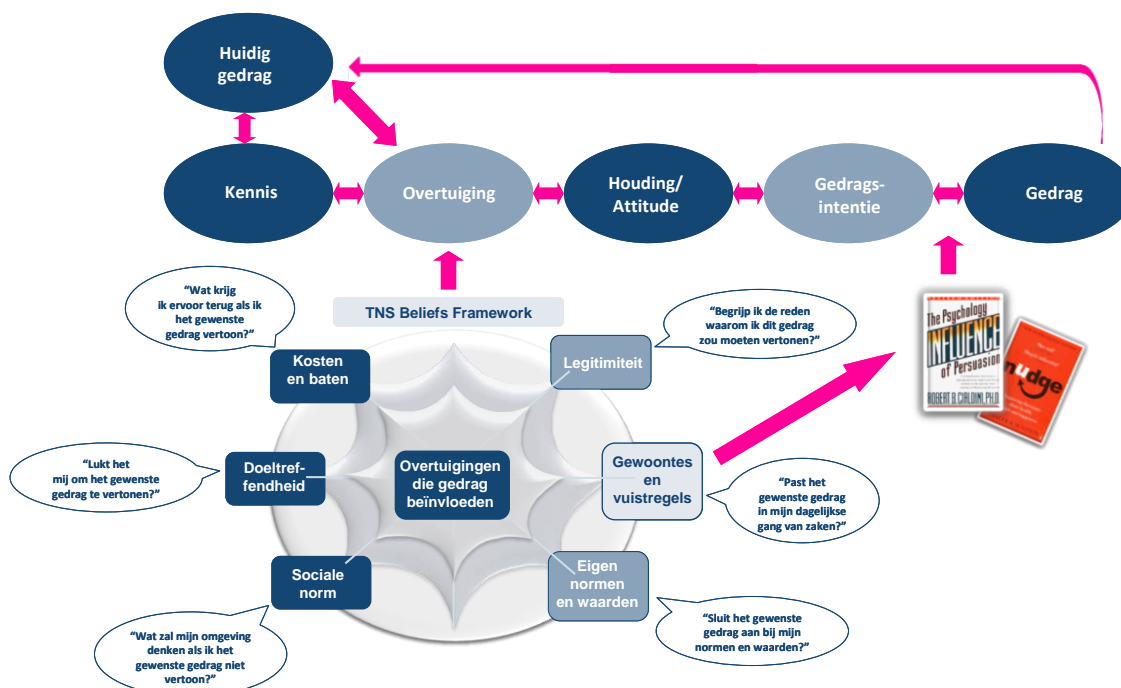 Huidig
gedrag
Kennis
Overtuiging
Houding/
Attitude
Gedrags-
intentie
Gedrag
TNS Beliefs Framework
“Wat krijg
ik ervoor terug als ik
het gewenste
gedrag vertoon?”
Kosten
en baten
“Begrijp ik de reden
waarom ik dit gedrag
zou moeten vertonen?”
Legitimiteit
The Psychology
INFLUENCE
of Persuasion
ROBERT B. CIALDINI, PH.D.
nudge
“Lukt het
mij om het gewenste
gedrag te vertonen?”
Doeltref-
fendheid
Overtuigingen
die gedrag
beïnvloeden
Gewoontes
en
vuistregels
“Past het
gewenste gedrag
in mijn dagelijkse
gang van zaken?”
Sociale
norm
Eigen
normen
en waarden
“Wat zal mijn omgeving
denken als ik het
gewenste gedrag niet
vertoon?”
“Sluit het gewenste
gedrag aan bij mijn
normen en waarden?”